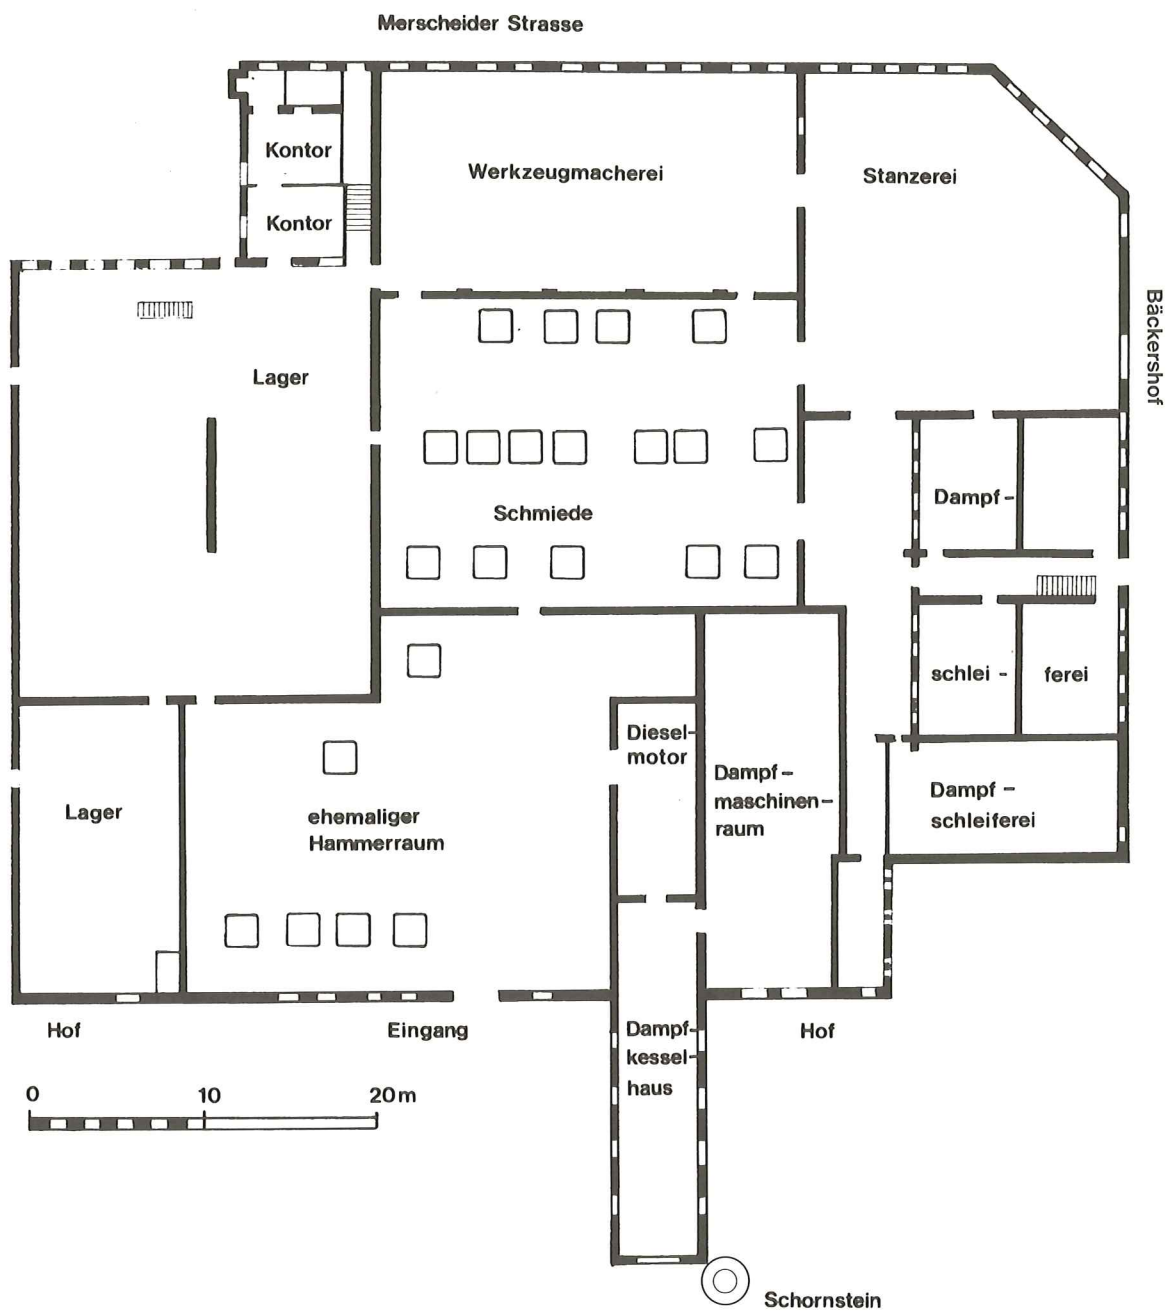 Merscheider Strasse
Kontor
Werkzeugmacherei
Stanzerei
Kontor
Bäckershof
Lager
Dampf-
Schmiede
schlei-
ferei
Diesel-
motor
Dampf-
maschinen-
raum
Dampf-
schleiferei
Lager
ehemaliger
Hammerraum
Hof
Eingang
Dampf-
kessel-
haus
Hof
0 10 20m
Schornstein